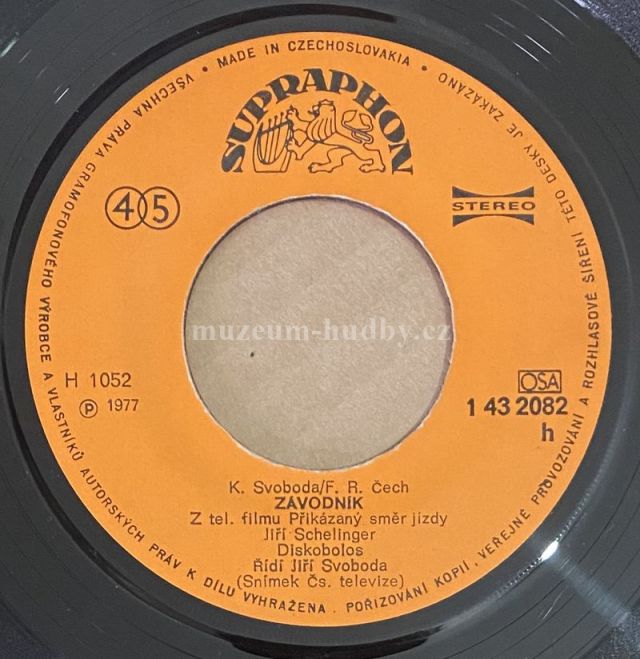 VŠECHNA PRÁVA GRAMOFONOVÉHO VÝROBCE A VLASTNÍKŮ AUTORSKÝCH PRÁV K DÍLU VYHRAŽENA. POŘIZOVÁNÍ KOPIÍ, VEŘEJNÉ PROVOZOVÁNÍ A ROZHLASOVÉ ŠÍŘENÍ TÉTO DESKY JE ZAKÁZÁNO
• MADE IN CZECHOSLOVAKIA •
SUPRAPHON
45
STEREO
muzeum-hudby.cz
H 1052
Ⓟ 1977
OSA
1 43 2082
h
K. Svoboda/F. R. Čech
ZÁVODNÍK
Z tel. filmu Přikázaný směr jízdy
Jiří Schelinger
Diskobolos
Řídí Jiří Svoboda
(Snímek Čs. televize)